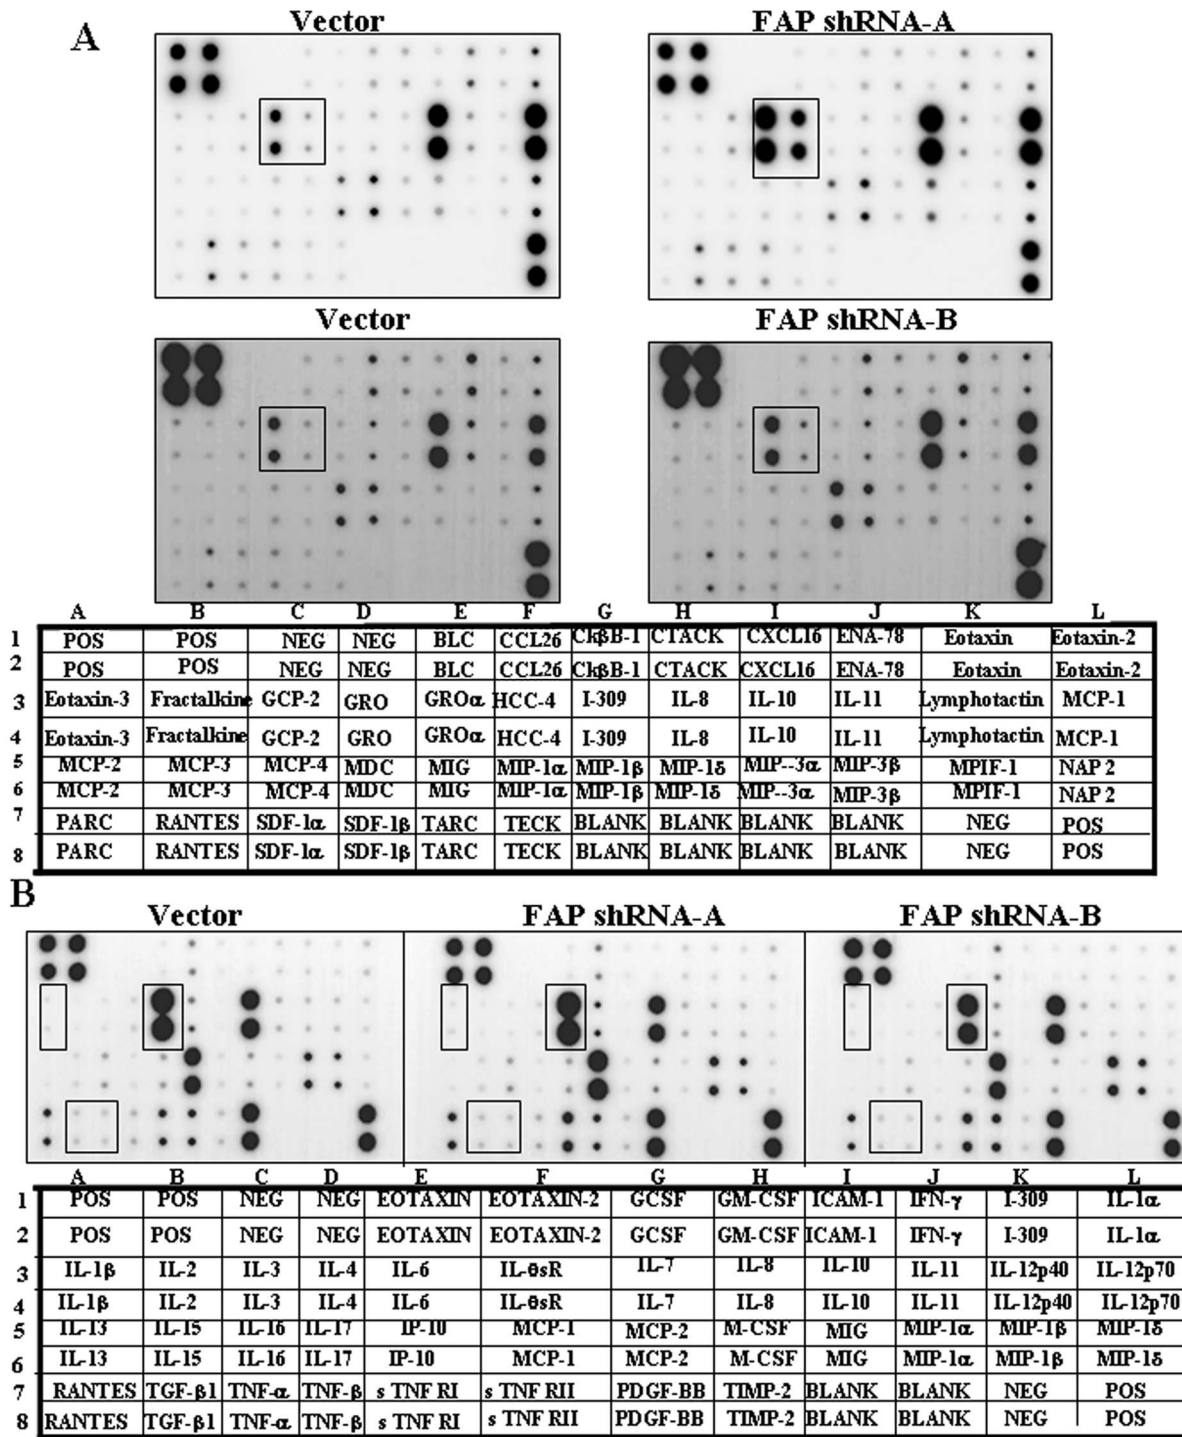 A
Vector FAP shRNA-A
Vector FAP shRNA-B
A B C D E F G H I J K L
1 POS POS NEG NEG BLC CCL26 CkβB-1 CTACK CXCL16 ENA-78 Eotaxin Eotaxin-2
2 POS POS NEG NEG BLC CCL26 CkβB-1 CTACK CXCL16 ENA-78 Eotaxin Eotaxin-2
3 Eotaxin-3 Fractalkine GCP-2 GRO GROα HCC-4 I-309 IL-8 IL-10 IL-11 Lymphotactin MCP-1
4 Eotaxin-3 Fractalkine GCP-2 GRO GROα HCC-4 I-309 IL-8 IL-10 IL-11 Lymphotactin MCP-1
5 MCP-2 MCP-3 MCP-4 MDC MIG MIP-1α MIP-1β MIP-1δ MIP--3α MIP-3β MPIF-1 NAP 2
6 MCP-2 MCP-3 MCP-4 MDC MIG MIP-1α MIP-1β MIP-1δ MIP--3α MIP-3β MPIF-1 NAP 2
7 PARC RANTES SDF-1α SDF-1β TARC TECK BLANK BLANK BLANK BLANK NEG POS
8 PARC RANTES SDF-1α SDF-1β TARC TECK BLANK BLANK BLANK BLANK NEG POS
B
Vector FAP shRNA-A FAP shRNA-B
A B C D E F G H I J K L
1 POS POS NEG NEG EOTAXIN EOTAXIN-2 GCSF GM-CSF ICAM-1 IFN-γ I-309 IL-1α
2 POS POS NEG NEG EOTAXIN EOTAXIN-2 GCSF GM-CSF ICAM-1 IFN-γ I-309 IL-1α
3 IL-1β IL-2 IL-3 IL-4 IL-6 IL-θsR IL-7 IL-8 IL-10 IL-11 IL-12p40 IL-12p70
4 IL-1β IL-2 IL-3 IL-4 IL-6 IL-θsR IL-7 IL-8 IL-10 IL-11 IL-12p40 IL-12p70
5 IL-13 IL-15 IL-16 IL-17 IP-10 MCP-1 MCP-2 M-CSF MIG MIP-1α MIP-1β MIP-1δ
6 IL-13 IL-15 IL-16 IL-17 IP-10 MCP-1 MCP-2 M-CSF MIG MIP-1α MIP-1β MIP-1δ
7 RANTES TGF-β1 TNF-α TNF-β s TNF RI s TNF RII PDGF-BB TIMP-2 BLANK BLANK NEG POS
8 RANTES TGF-β1 TNF-α TNF-β s TNF RI s TNF RII PDGF-BB TIMP-2 BLANK BLANK NEG POS